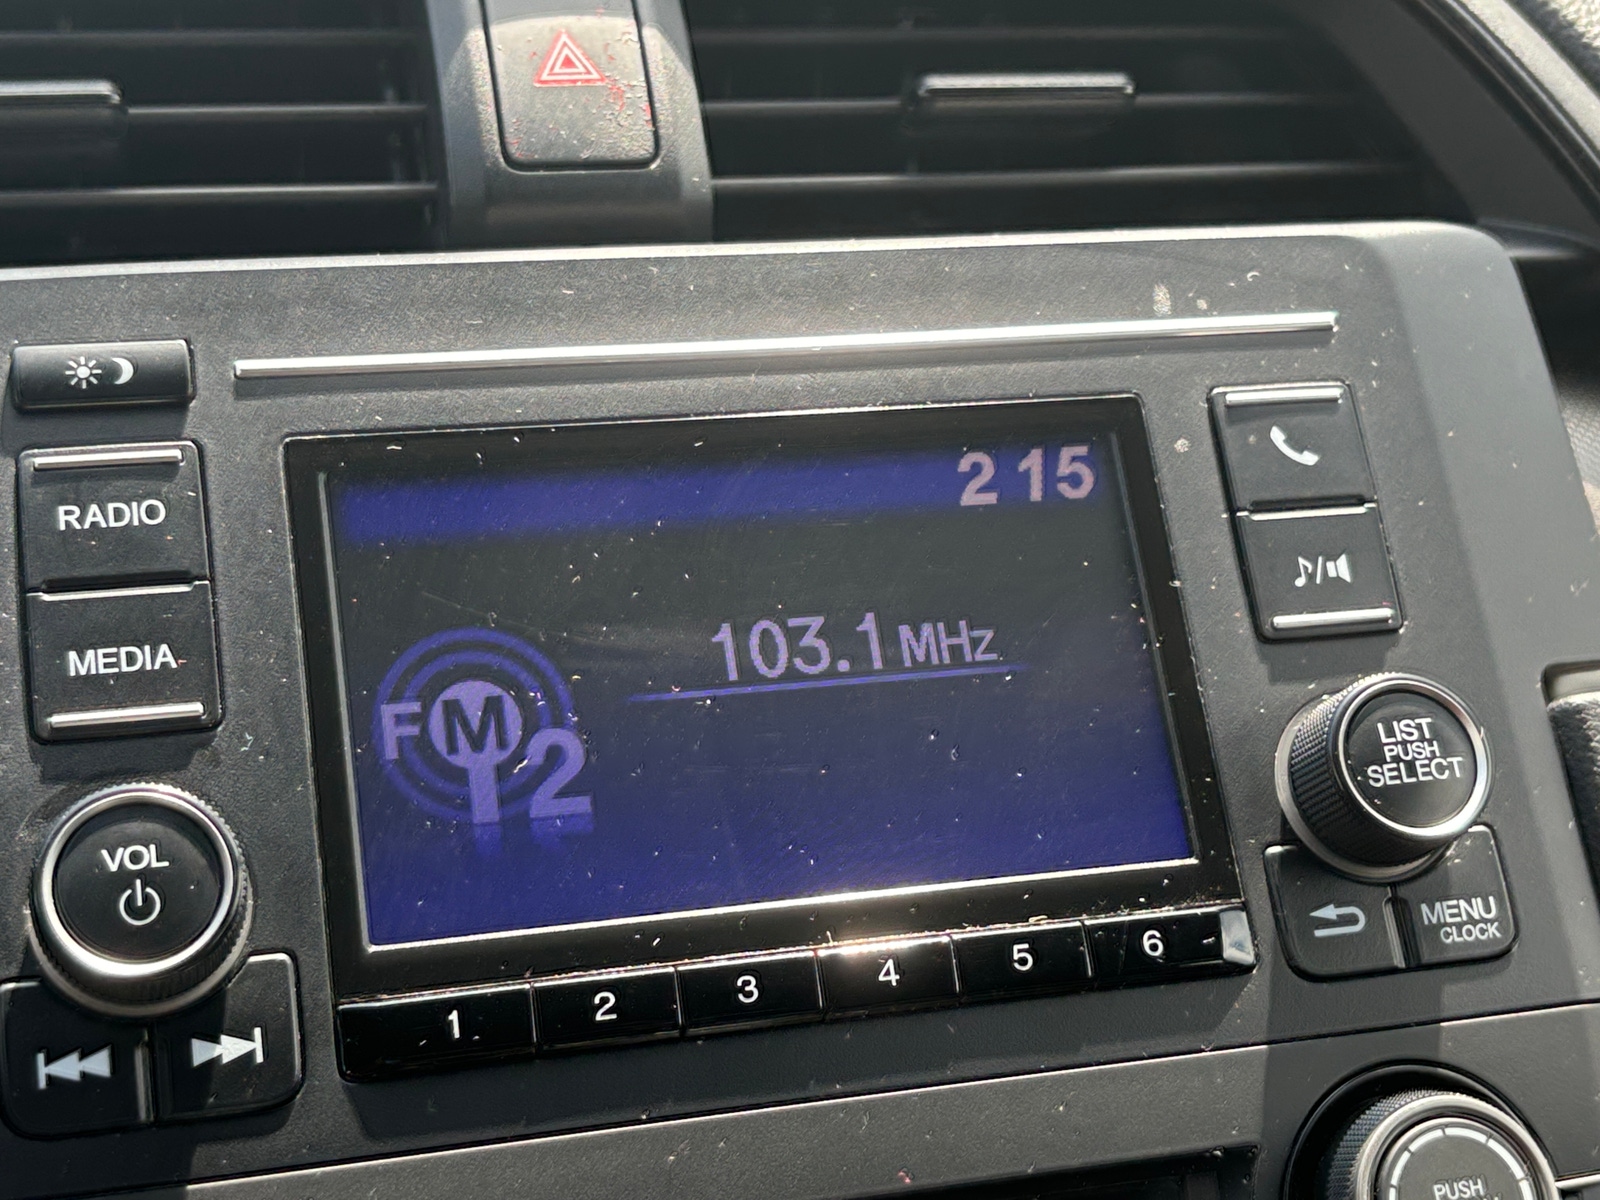 2 15
RADIO
MEDIA
103.1 MHz
FM
2
LIST
PUSH
SELECT
VOL
MENU
CLOCK
1 2 3 4 5 6
PUSH